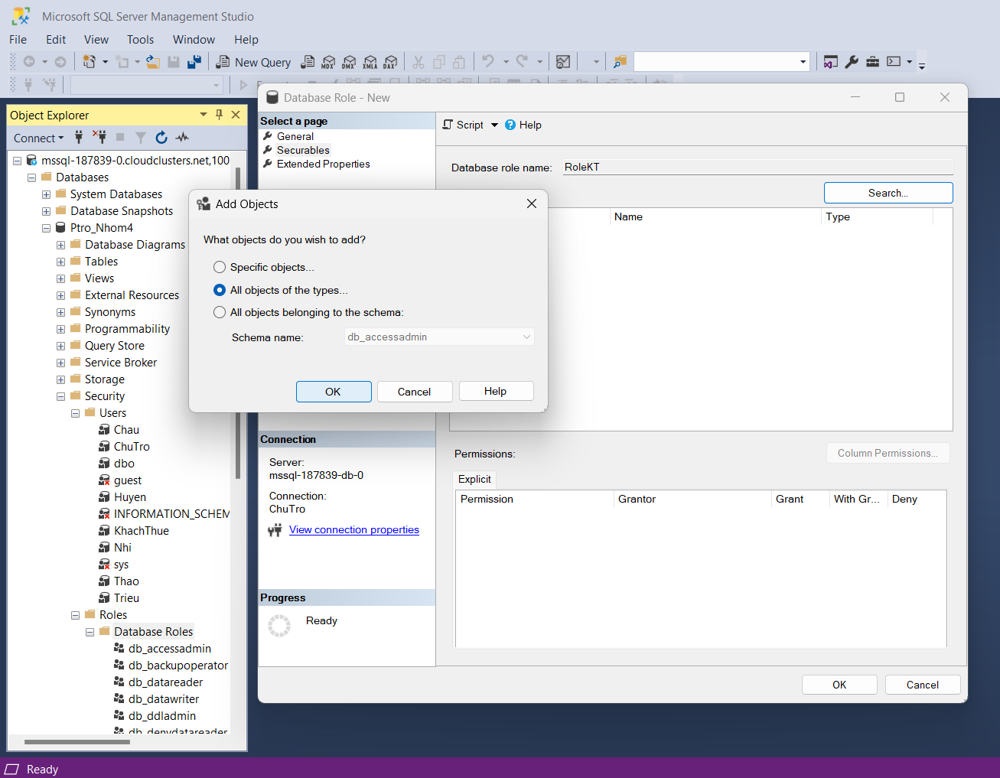 Microsoft SQL Server Management Studio
File Edit View Tools Window Help
New Query MDX DMX XMLA DAX
Object Explorer
Connect
mssql-187839-0.cloudclusters.net,100
Databases
System Databases
Database Snapshots
Ptro_Nhom4
Database Diagrams
Tables
Views
External Resources
Synonyms
Programmability
Query Store
Service Broker
Storage
Security
Users
Chau
ChuTro
dbo
guest
Huyen
INFORMATION_SCHEM
KhachThue
Nhi
sys
Thao
Trieu
Roles
Database Roles
db_accessadmin
db_backupoperator
db_datareader
db_datawriter
db_ddladmin
db_denydatareader
Database Role - New
Select a page
General
Securables
Extended Properties
Script Help
Database role name: RoleKT
Search...
Name Type
Add Objects
What objects do you wish to add?
Specific objects...
All objects of the types...
All objects belonging to the schema:
Schema name: db_accessadmin
OK Cancel Help
Connection
Server:
mssql-187839-db-0
Connection:
ChuTro
View connection properties
Progress
Ready
Permissions:
Column Permissions...
Explicit
Permission Grantor Grant With Gr... Deny
OK Cancel
Ready